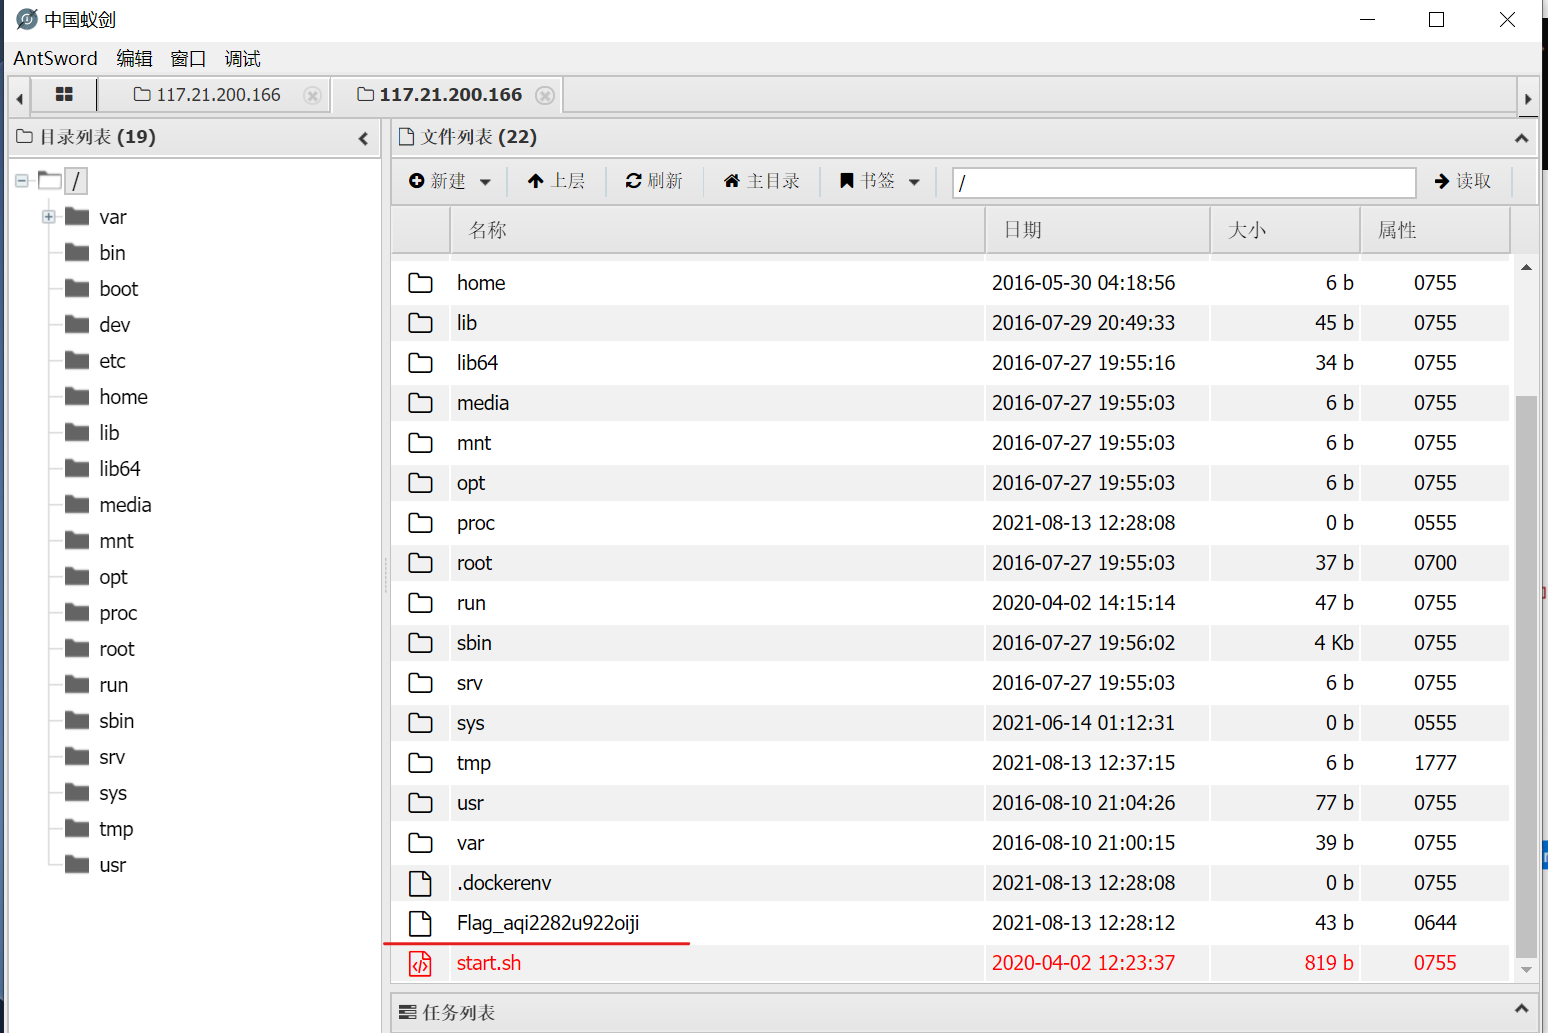 中国蚁剑
AntSword 编辑 窗口 调试
117.21.200.166 117.21.200.166
目录列表 (19)
/
var
bin
boot
dev
etc
home
lib
lib64
media
mnt
opt
proc
root
run
sbin
srv
sys
tmp
usr
文件列表 (22)
新建 上层 刷新 主目录 书签 / 读取
名称 日期 大小 属性
home 2016-05-30 04:18:56 6 b 0755
lib 2016-07-29 20:49:33 45 b 0755
lib64 2016-07-27 19:55:16 34 b 0755
media 2016-07-27 19:55:03 6 b 0755
mnt 2016-07-27 19:55:03 6 b 0755
opt 2016-07-27 19:55:03 6 b 0755
proc 2021-08-13 12:28:08 0 b 0555
root 2016-07-27 19:55:03 37 b 0700
run 2020-04-02 14:15:14 47 b 0755
sbin 2016-07-27 19:56:02 4 Kb 0755
srv 2016-07-27 19:55:03 6 b 0755
sys 2021-06-14 01:12:31 0 b 0555
tmp 2021-08-13 12:37:15 6 b 1777
usr 2016-08-10 21:04:26 77 b 0755
var 2016-08-10 21:00:15 39 b 0755
.dockerenv 2021-08-13 12:28:08 0 b 0755
Flag_aqi2282u922oiji 2021-08-13 12:28:12 43 b 0644
start.sh 2020-04-02 12:23:37 819 b 0755
任务列表